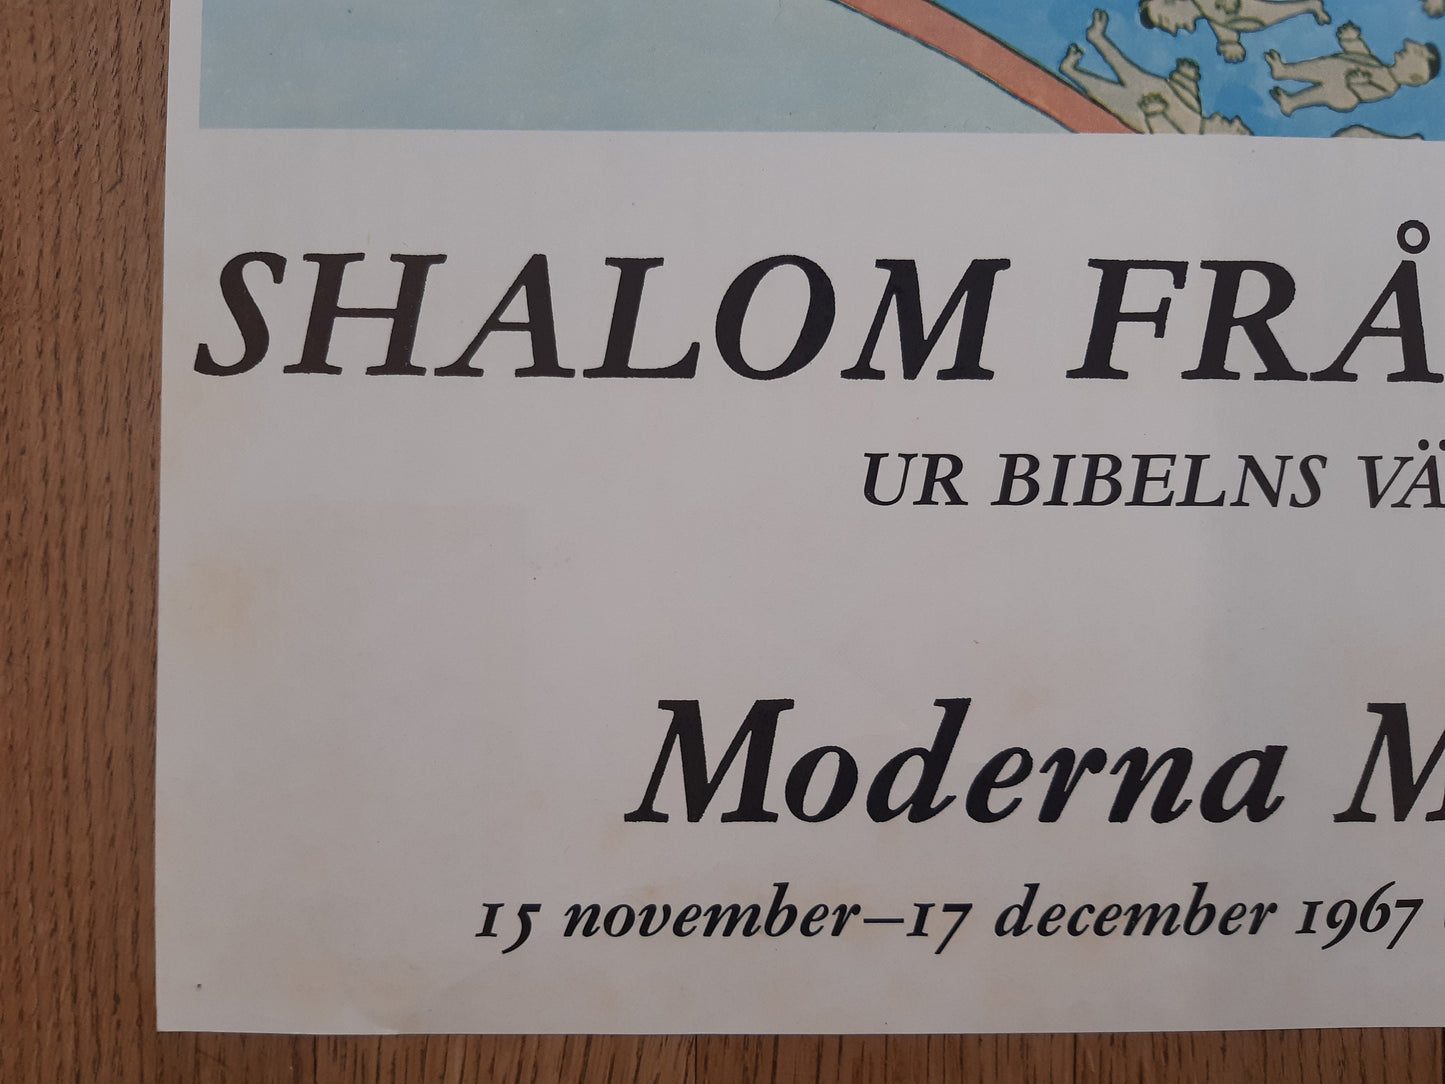 SHALOM FRÅ
UR BIBELNS VÄ
Moderna M
15 november–17 december 1967